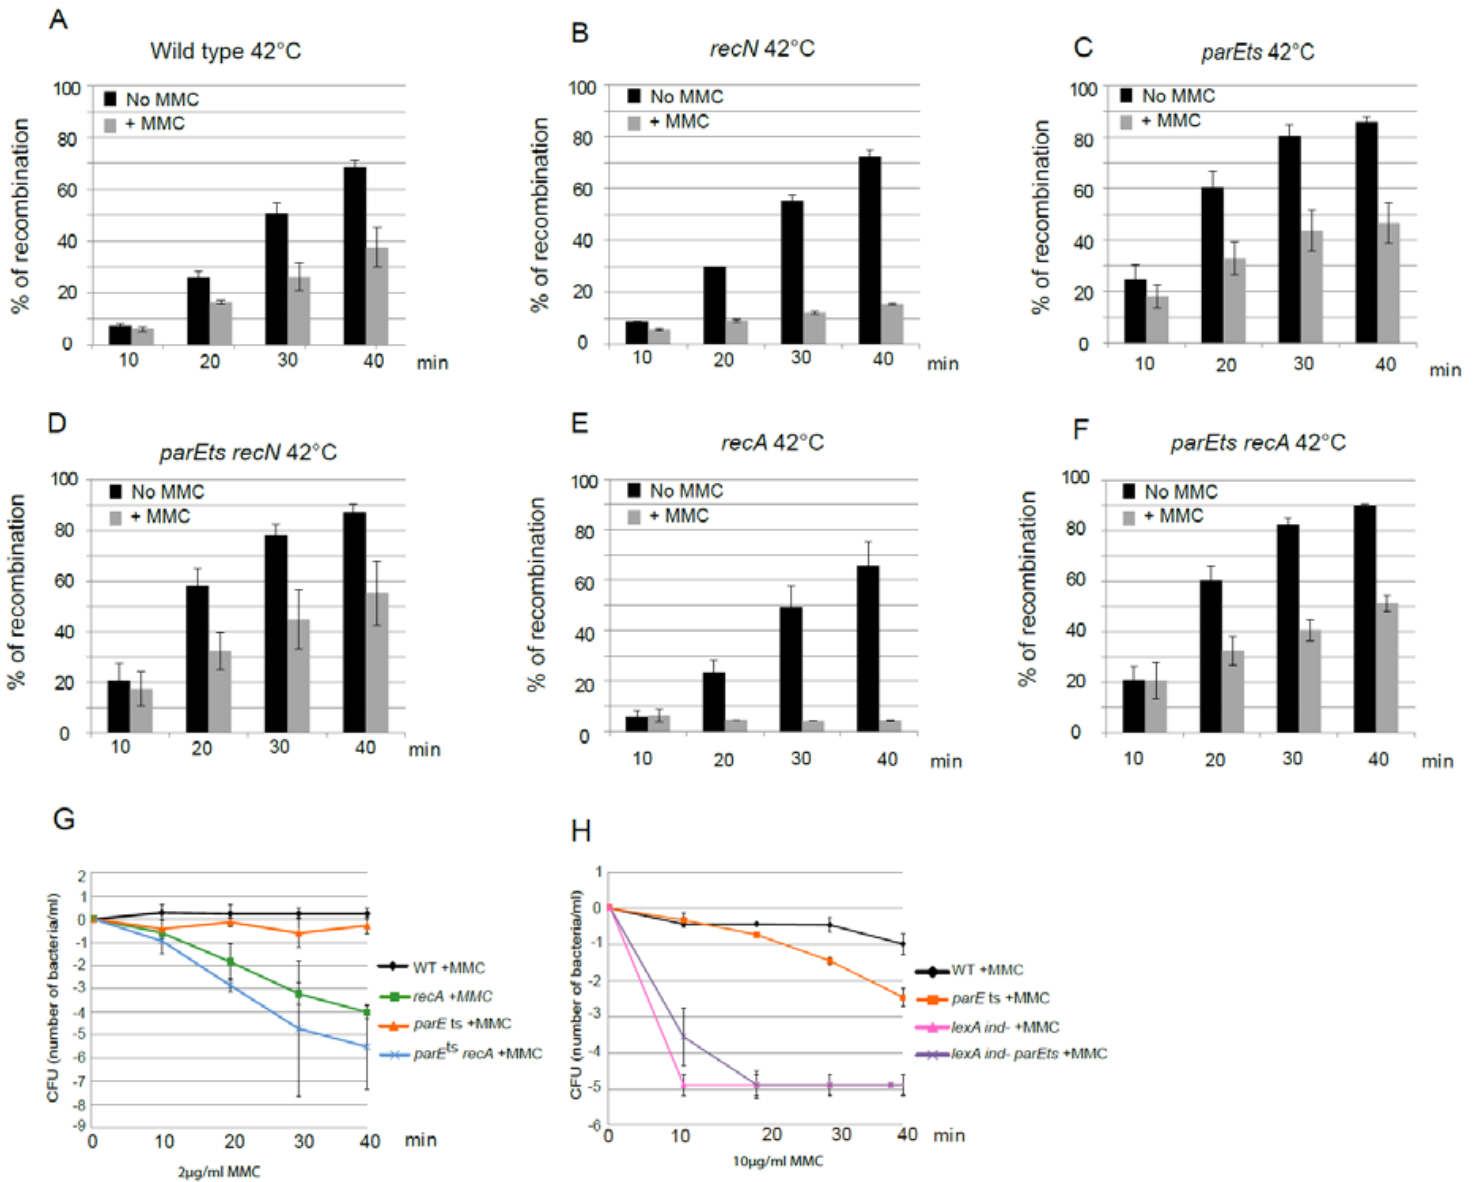 A
Wild type 42°C
% of recombination
100
80
60
40
20
0
No MMC
+ MMC
10 20 30 40 min
B
recN 42°C
% of recombination
100
80
60
40
20
0
No MMC
+ MMC
10 20 30 40 min
C
parEts 42°C
% of recombination
100
80
60
40
20
0
No MMC
+ MMC
10 20 30 40 min
D
parEts recN 42°C
% of recombination
100
80
60
40
20
0
No MMC
+ MMC
10 20 30 40 min
E
recA 42°C
% of recombination
100
80
60
40
20
0
No MMC
+ MMC
10 20 30 40 min
F
parEts recA 42°C
% of recombination
100
80
60
40
20
0
No MMC
+ MMC
10 20 30 40 min
G
CFU (number of bacteria/ml)
2
1
0
-1
-2
-3
-4
-5
-6
-7
-8
-9
0 10 20 30 40 min
2µg/ml MMC
WT +MMC
recA +MMC
parE ts +MMC
parEts recA +MMC
H
CFU (number of bacteria/ml)
1
0
-1
-2
-3
-4
-5
-6
0 10 20 30 40 min
10µg/ml MMC
WT +MMC
parE ts +MMC
lexA ind- +MMC
lexA ind- parEts +MMC